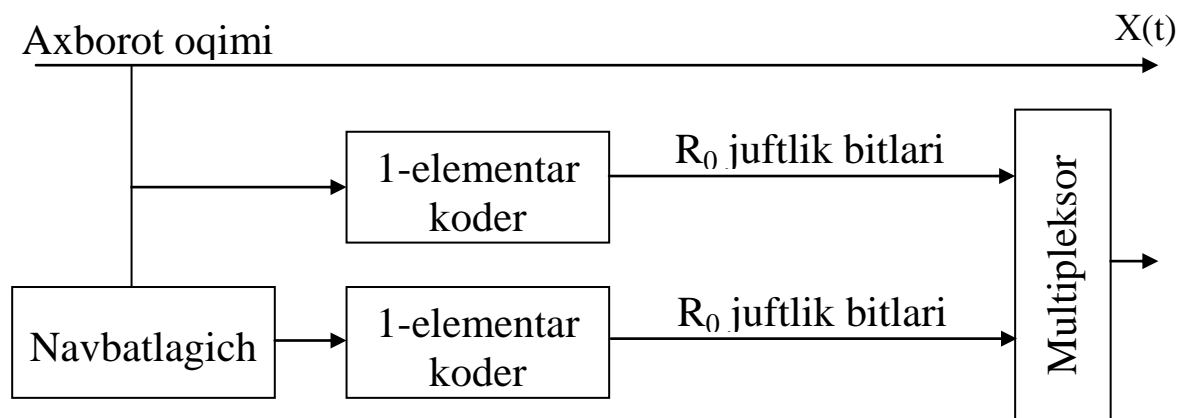 Axborot oqimi
X(t)
1-elementar
koder
R₀ juftlik bitlari
Navbatlagich
1-elementar
koder
R₀ juftlik bitlari
Multipleksor